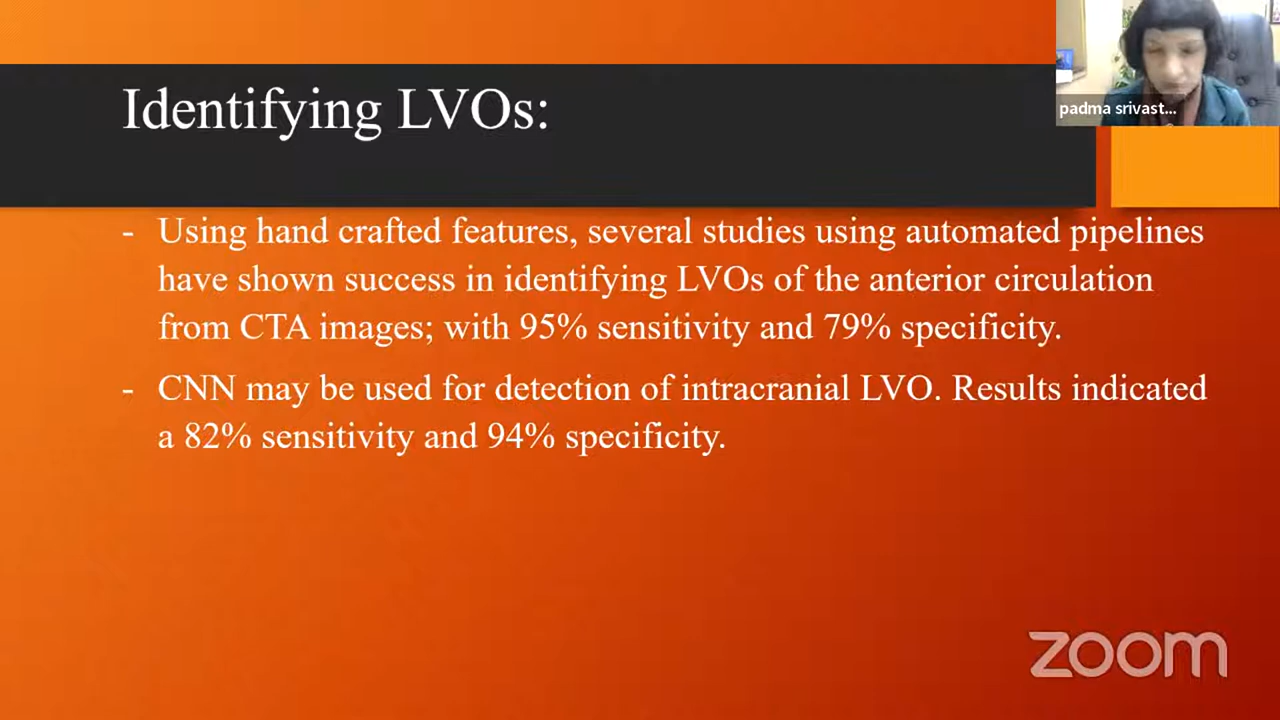 Identifying LVOs:
padma srivast...
- Using hand crafted features, several studies using automated pipelines
have shown success in identifying LVOs of the anterior circulation
from CTA images; with 95% sensitivity and 79% specificity.
- CNN may be used for detection of intracranial LVO. Results indicated
a 82% sensitivity and 94% specificity.
zoom